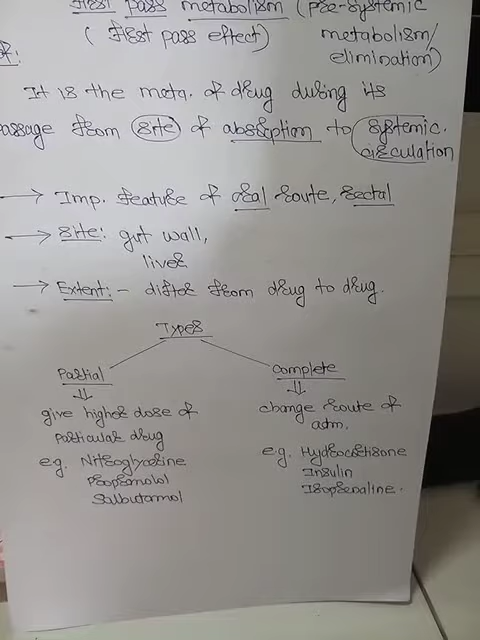 First Pass metabolism (pre-systemic
(First pass effect) metabolism/
elimination)
ef:
It is the meta. of drug during its
passage from site of absorption to systemic.
circulation
→ Imp. feature of oral route, rectal
→ Site: gut wall,
liver
→ Extent:- differ from drug to drug.
Types
Partial
give higher dose of
particular drug
e.g. Nitroglycerine
Propranolol
Salbutamol
Complete
change route of
adm.
e.g. Hydrocortisone
Insulin
Isoprenaline.